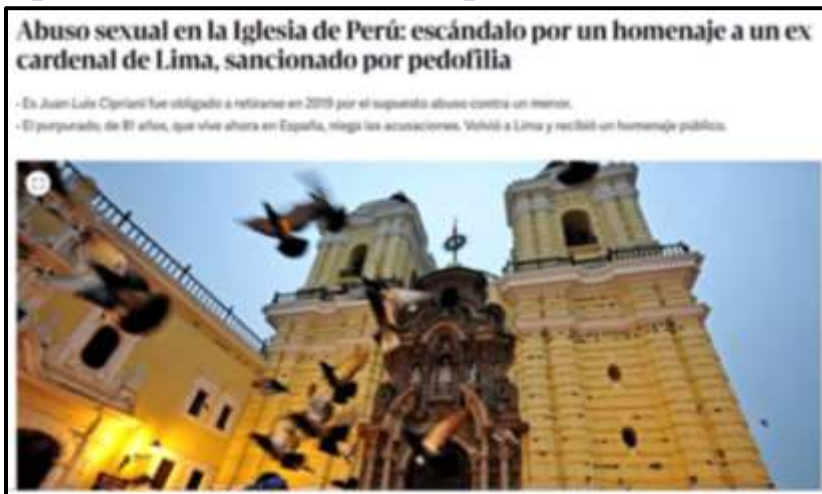 Abuso sexual en la Iglesia de Perú: escándalo por un homenaje a un ex
cardenal de Lima, sancionado por pedofilia
- Es Juan Luis Cipriani fue obligado a retirarse en 2019 por el supuesto abuso contra un menor.
- El purpurado, de 81 años, que vive ahora en España, niega las acusaciones. Volvió a Lima y recibió un homenaje público.